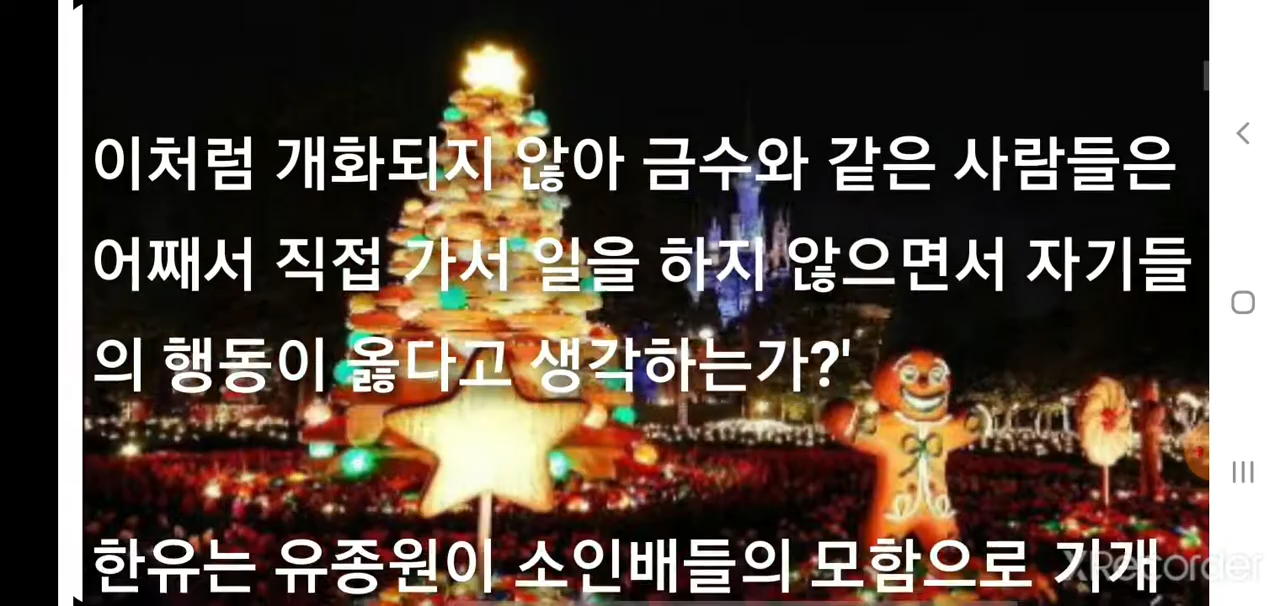 이처럼 개화되지 않아 금수와 같은 사람들은
어째서 직접 가서 일을 하지 않으면서 자기들
의 행동이 옳다고 생각하는가?'
한유는 유종원이 소인배들의 모함으로 기개
XRecorder